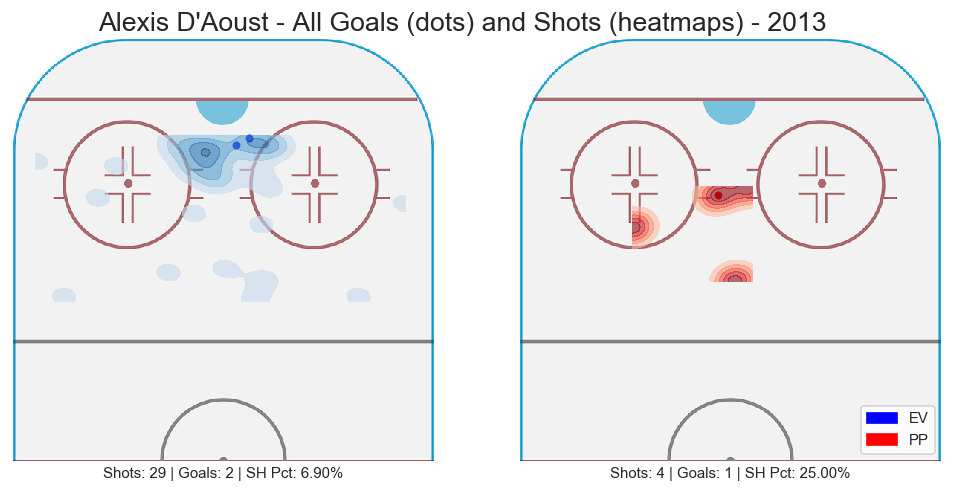 Alexis D'Aoust - All Goals (dots) and Shots (heatmaps) - 2013
EV
PP
Shots: 29 | Goals: 2 | SH Pct: 6.90%
Shots: 4 | Goals: 1 | SH Pct: 25.00%